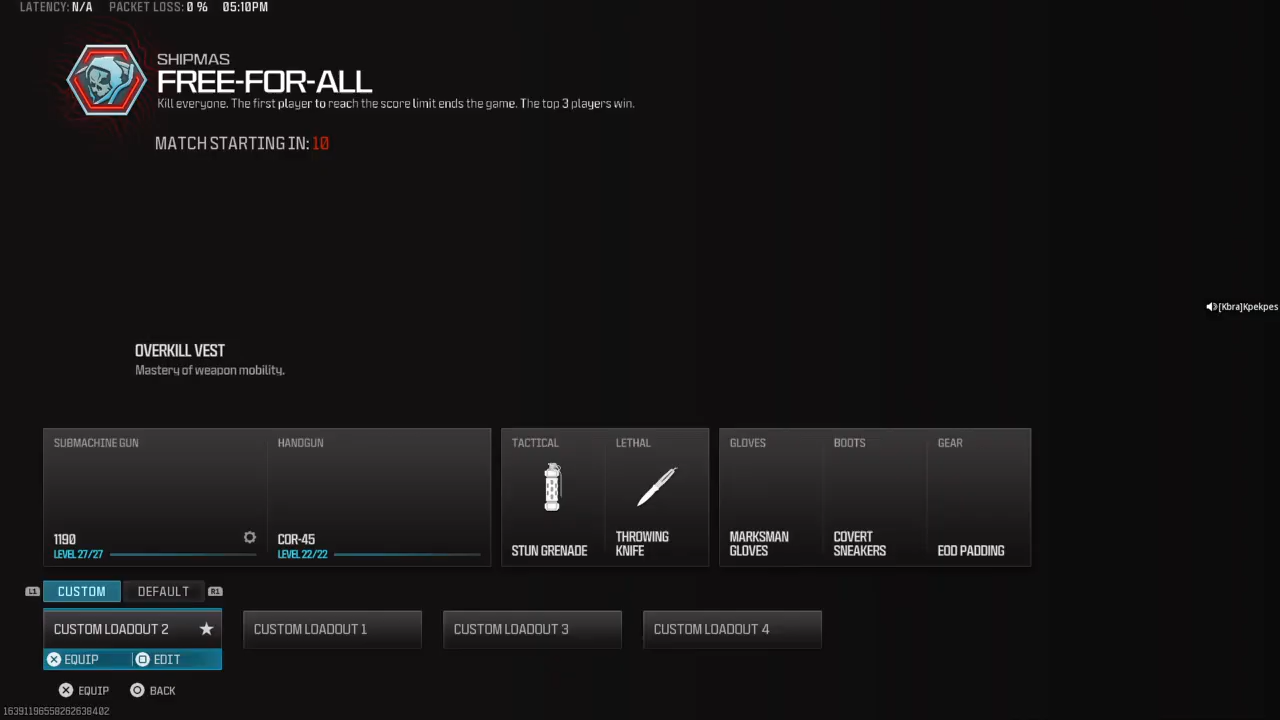 LATENCY: N/A PACKET LOSS: 0 % 05:10PM
SHIPMAS
FREE-FOR-ALL
Kill everyone. The first player to reach the score limit ends the game. The top 3 players win.
MATCH STARTING IN: 10
[Kbra]Kpekpes
OVERKILL VEST
Mastery of weapon mobility.
SUBMACHINE GUN HANDGUN TACTICAL LETHAL GLOVES BOOTS GEAR
1190 COR-45 STUN GRENADE THROWING KNIFE MARKSMAN GLOVES COVERT SNEAKERS EOD PADDING
LEVEL 27/27 LEVEL 22/22
L1 CUSTOM DEFAULT R1
CUSTOM LOADOUT 2 CUSTOM LOADOUT 1 CUSTOM LOADOUT 3 CUSTOM LOADOUT 4
EQUIP EDIT
EQUIP BACK
16391196558262638402